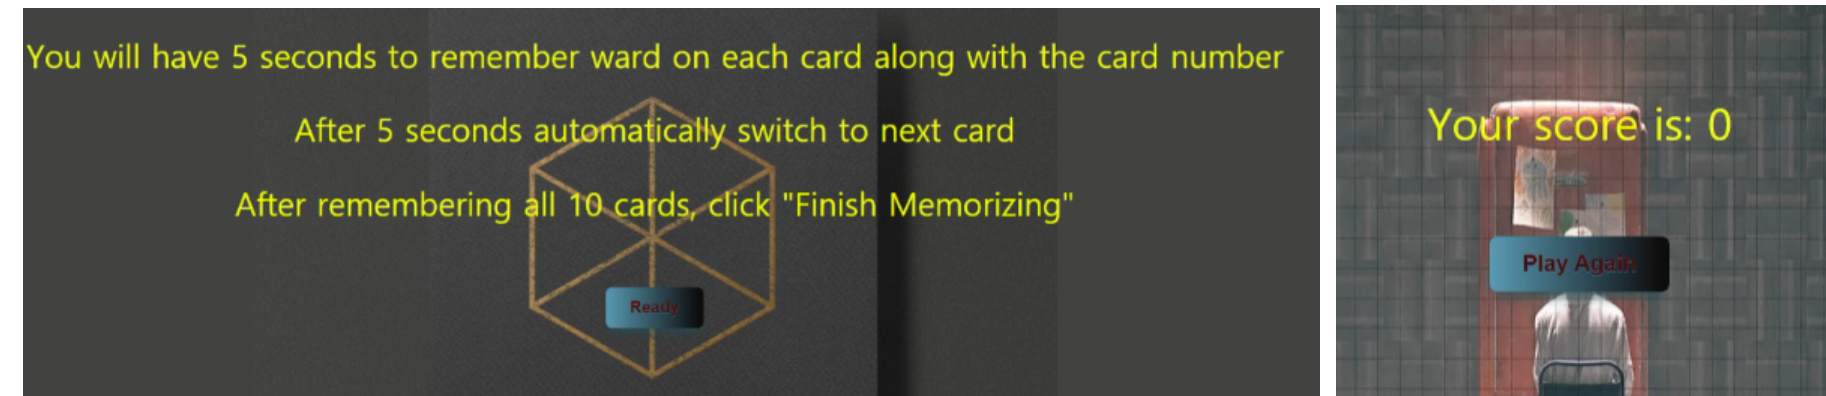 You will have 5 seconds to remember ward on each card along with the card number
After 5 seconds automatically switch to next card
After remembering all 10 cards, click "Finish Memorizing"
Ready
Your score is: 0
Play Again